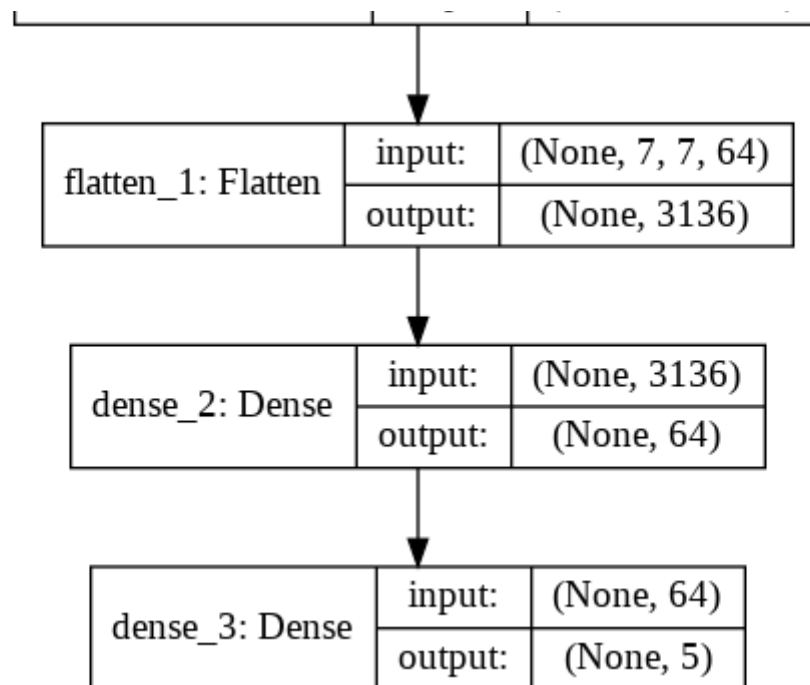 flatten_1: Flatten
input:
(None, 7, 7, 64)
output:
(None, 3136)
dense_2: Dense
input:
(None, 3136)
output:
(None, 64)
dense_3: Dense
input:
(None, 64)
output:
(None, 5)